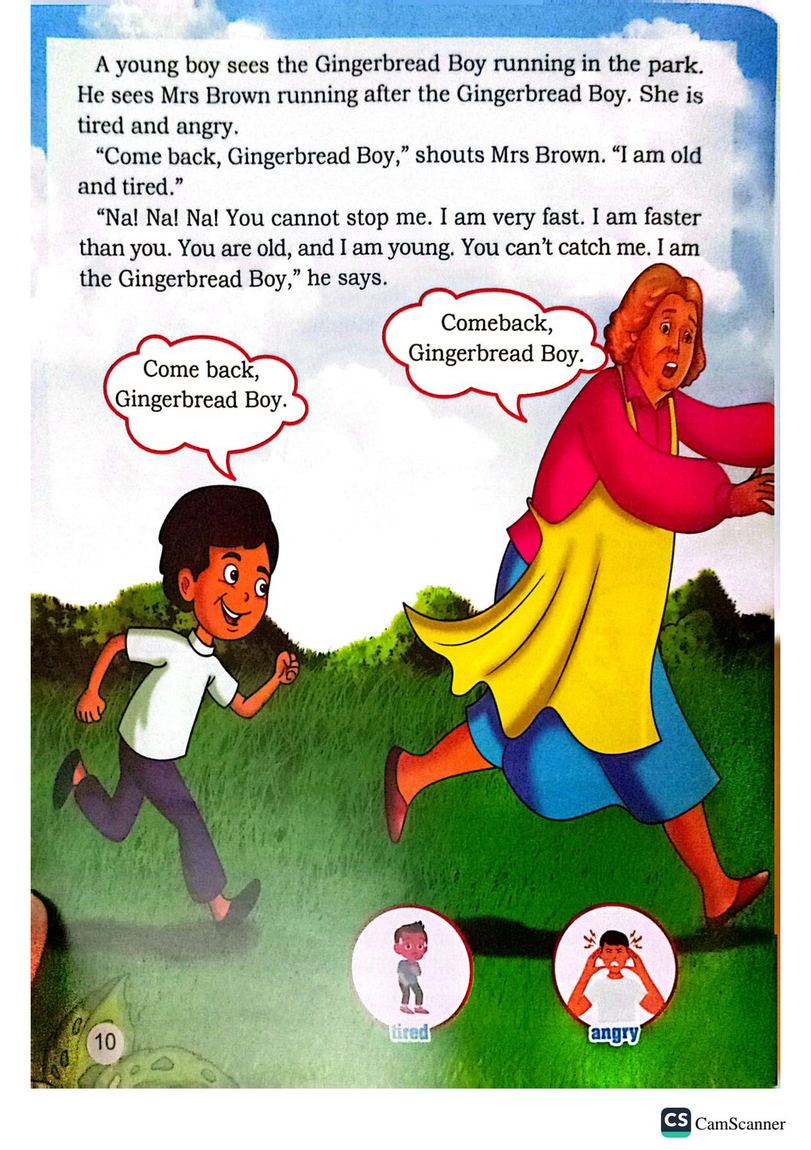 A young boy sees the Gingerbread Boy running in the park.
He sees Mrs Brown running after the Gingerbread Boy. She is
tired and angry.
“Come back, Gingerbread Boy,” shouts Mrs Brown. “I am old
and tired.”
“Na! Na! Na! You cannot stop me. I am very fast. I am faster
than you. You are old, and I am young. You can’t catch me. I am
the Gingerbread Boy,” he says.
Comeback,
Gingerbread Boy.
Come back,
Gingerbread Boy.
tired
angry
10
CS CamScanner